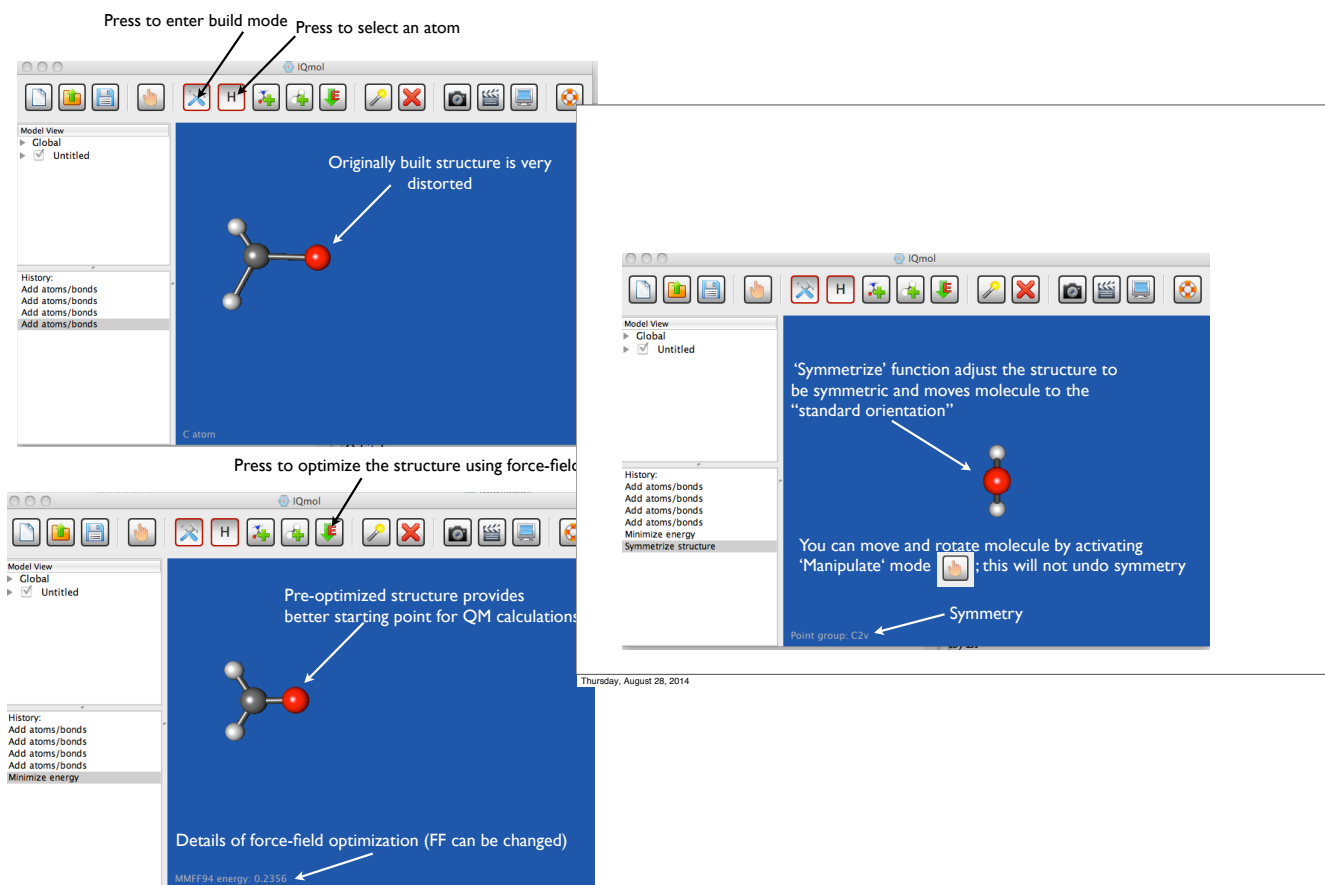 Press to enter build mode
Press to select an atom
IQmol
H
E
Model View
Global
Untitled
Originally built structure is very
distorted
History:
Add atoms/bonds
Add atoms/bonds
Add atoms/bonds
Add atoms/bonds
C atom
Press to optimize the structure using force-field
IQmol
H
E
Model View
Global
Untitled
Pre-optimized structure provides
better starting point for QM calculations
History:
Add atoms/bonds
Add atoms/bonds
Add atoms/bonds
Add atoms/bonds
Minimize energy
Details of force-field optimization (FF can be changed)
MMFF94 energy: 0.2356
IQmol
H
E
Model View
Global
Untitled
‘Symmetrize’ function adjust the structure to
be symmetric and moves molecule to the
“standard orientation”
History:
Add atoms/bonds
Add atoms/bonds
Add atoms/bonds
Add atoms/bonds
Minimize energy
Symmetrize structure
You can move and rotate molecule by activating
‘Manipulate‘ mode ; this will not undo symmetry
Symmetry
Point group: C2v
Thursday, August 28, 2014